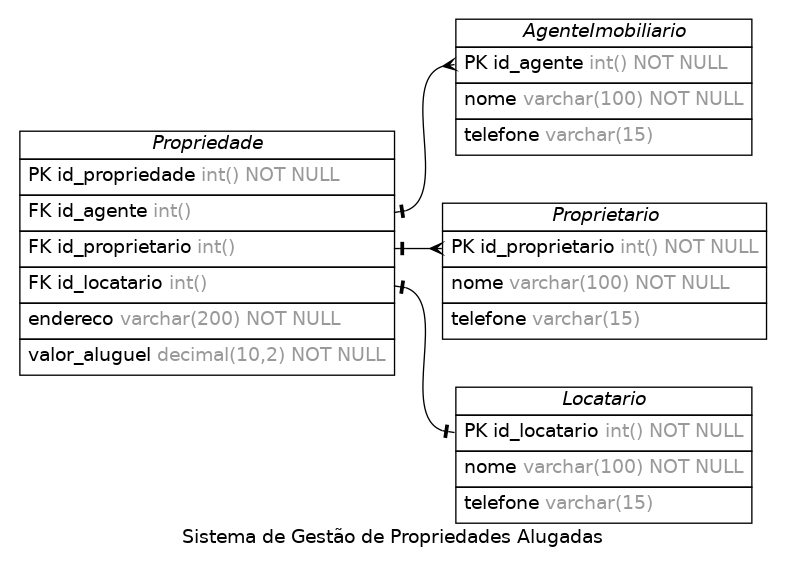 AgenteImobiliario
PK id_agente int() NOT NULL
nome varchar(100) NOT NULL
telefone varchar(15)
Propriedade
PK id_propriedade int() NOT NULL
FK id_agente int()
FK id_proprietario int()
FK id_locatario int()
endereco varchar(200) NOT NULL
valor_aluguel decimal(10,2) NOT NULL
Proprietario
PK id_proprietario int() NOT NULL
nome varchar(100) NOT NULL
telefone varchar(15)
Locatario
PK id_locatario int() NOT NULL
nome varchar(100) NOT NULL
telefone varchar(15)
Sistema de Gestão de Propriedades Alugadas